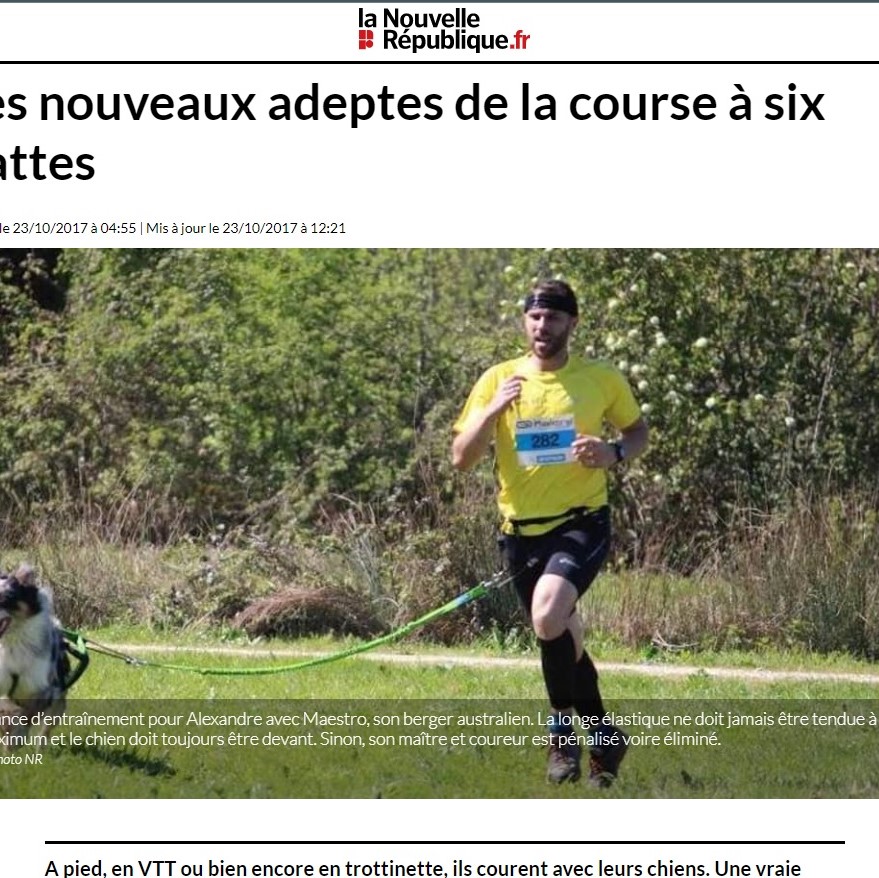 la Nouvelle
République.fr
es nouveaux adeptes de la course à six
attes
le 23/10/2017 à 04:55 | Mis à jour le 23/10/2017 à 12:21
282
ance d'entraînement pour Alexandre avec Maestro, son berger australien. La longe élastique ne doit jamais être tendue à
ximum et le chien doit toujours être devant. Sinon, son maître et coureur est pénalisé voire éliminé.
hoto NR
A pied, en VTT ou bien encore en trottinette, ils courent avec leurs chiens. Une vraie